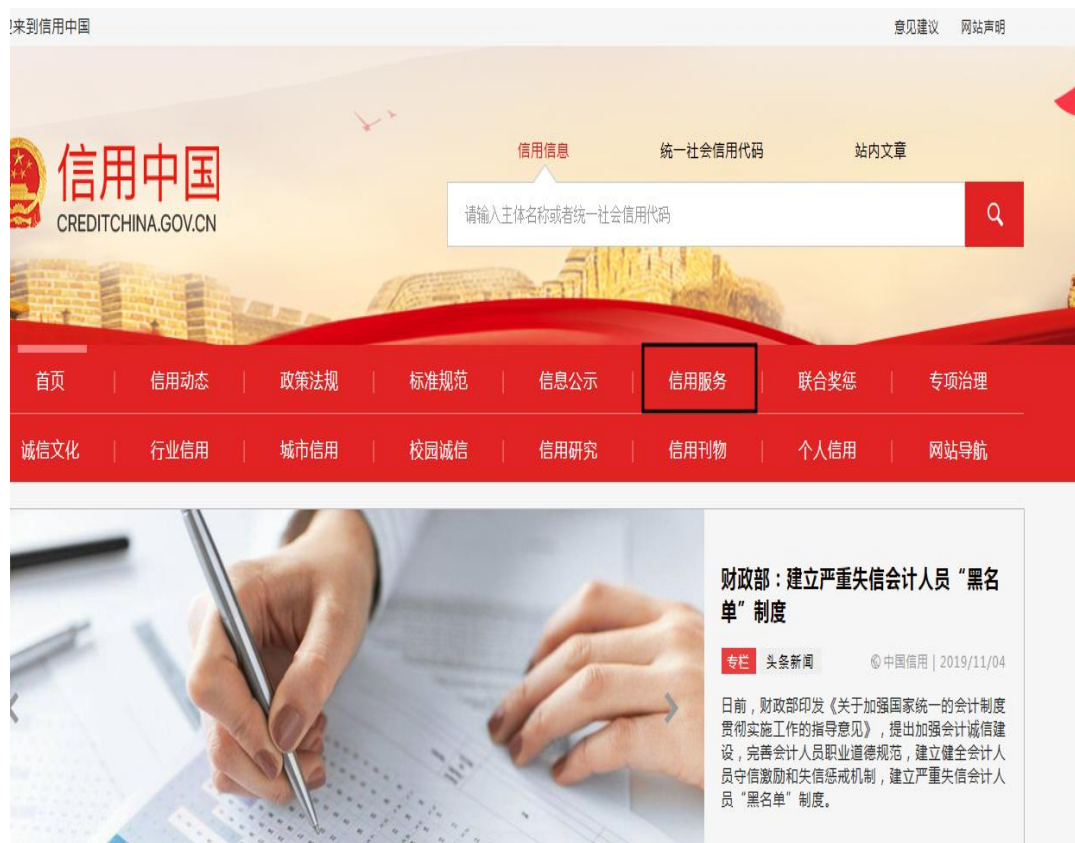 来到信用中国
意见建议 网站声明
信用中国
CREDITCHINA.GOV.CN
信用信息 统一社会信用代码 站内文章
请输入主体名称或者统一社会信用代码
首页 信用动态 政策法规 标准规范 信息公示 信用服务 联合奖惩 专项治理
诚信文化 行业信用 城市信用 校园诚信 信用研究 信用刊物 个人信用 网站导航
财政部：建立严重失信会计人员“黑名
单”制度
专栏 头条新闻 中国信用 | 2019/11/04
日前，财政部印发《关于加强国家统一的会计制度
贯彻实施工作的指导意见》，提出加强会计诚信建
设，完善会计人员职业道德规范，建立健全会计人
员守信激励和失信惩戒机制，建立严重失信会计人
员“黑名单”制度。